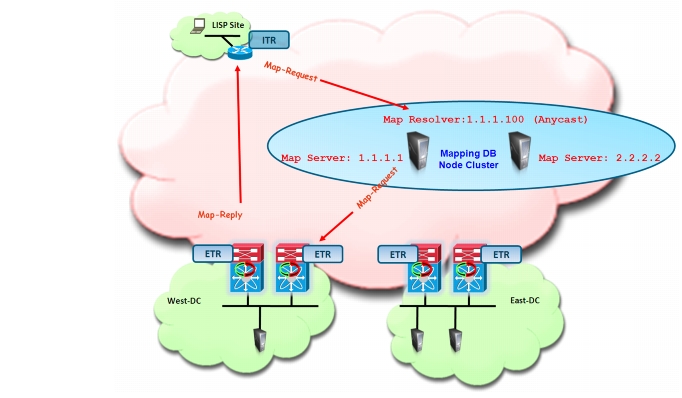 LISP Site
ITR
Map-Request
Map Resolver:1.1.1.100 (Anycast)
Map Server: 1.1.1.1
Mapping DB
Node Cluster
Map Server: 2.2.2.2
Map-Request
Map-Reply
ETR
ETR
ETR
ETR
West-DC
East-DC